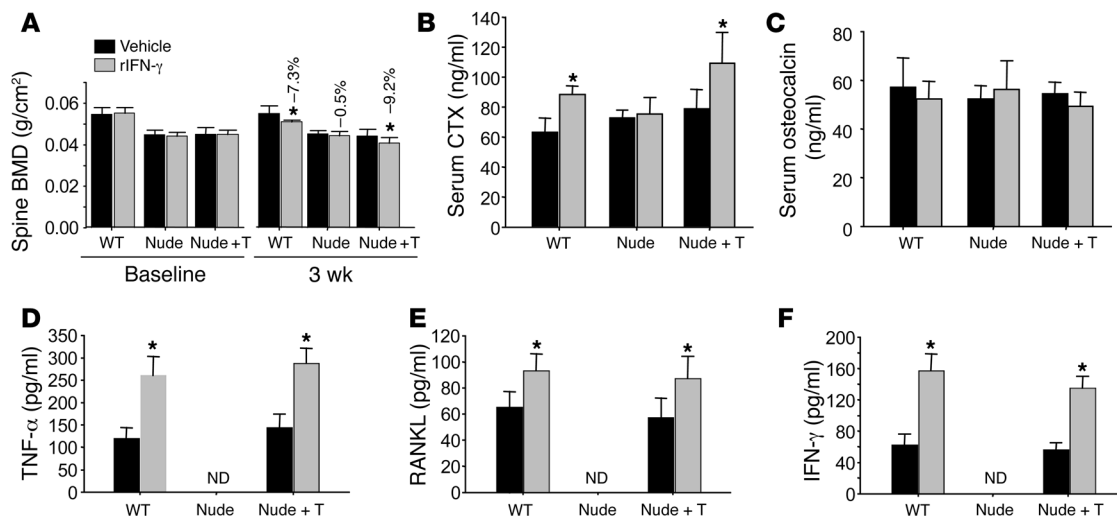 A
Vehicle
rIFN-γ
Spine BMD (g/cm²)
0.06
0.04
0.02
0.00
*
–7.3%
–0.5%
*
–9.2%
WT
Nude
Nude + T
WT
Nude
Nude + T
Baseline
3 wk
B
Serum CTX (ng/ml)
140
120
100
80
60
40
20
0
*
*
WT
Nude
Nude + T
C
Serum osteocalcin
(ng/ml)
80
60
40
20
0
WT
Nude
Nude + T
D
TNF-α (pg/ml)
350
300
250
200
150
100
50
0
*
ND
*
WT
Nude
Nude + T
E
RANKL (pg/ml)
120
100
80
60
40
20
0
*
ND
*
WT
Nude
Nude + T
F
IFN-γ (pg/ml)
200
160
120
80
40
0
*
ND
*
WT
Nude
Nude + T